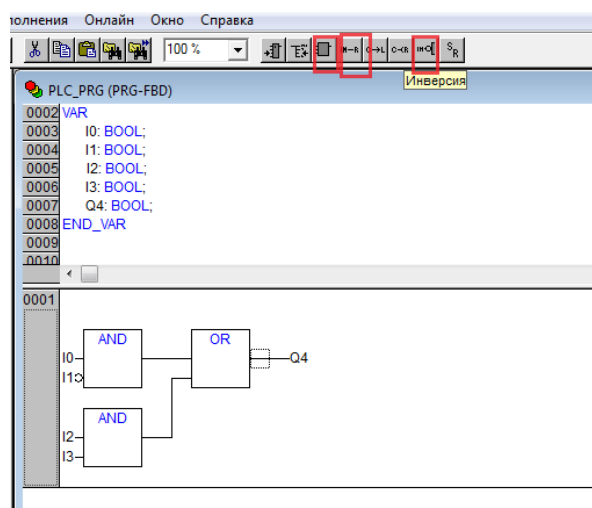 полнения Онлайн Окно Справка
100 %
Инверсия
PLC_PRG (PRG-FBD)
0002 VAR
0003 I0: BOOL;
0004 I1: BOOL;
0005 I2: BOOL;
0006 I3: BOOL;
0007 Q4: BOOL;
0008 END_VAR
0009
0010
0001
AND OR
I0 Q4
I1
AND
I2
I3